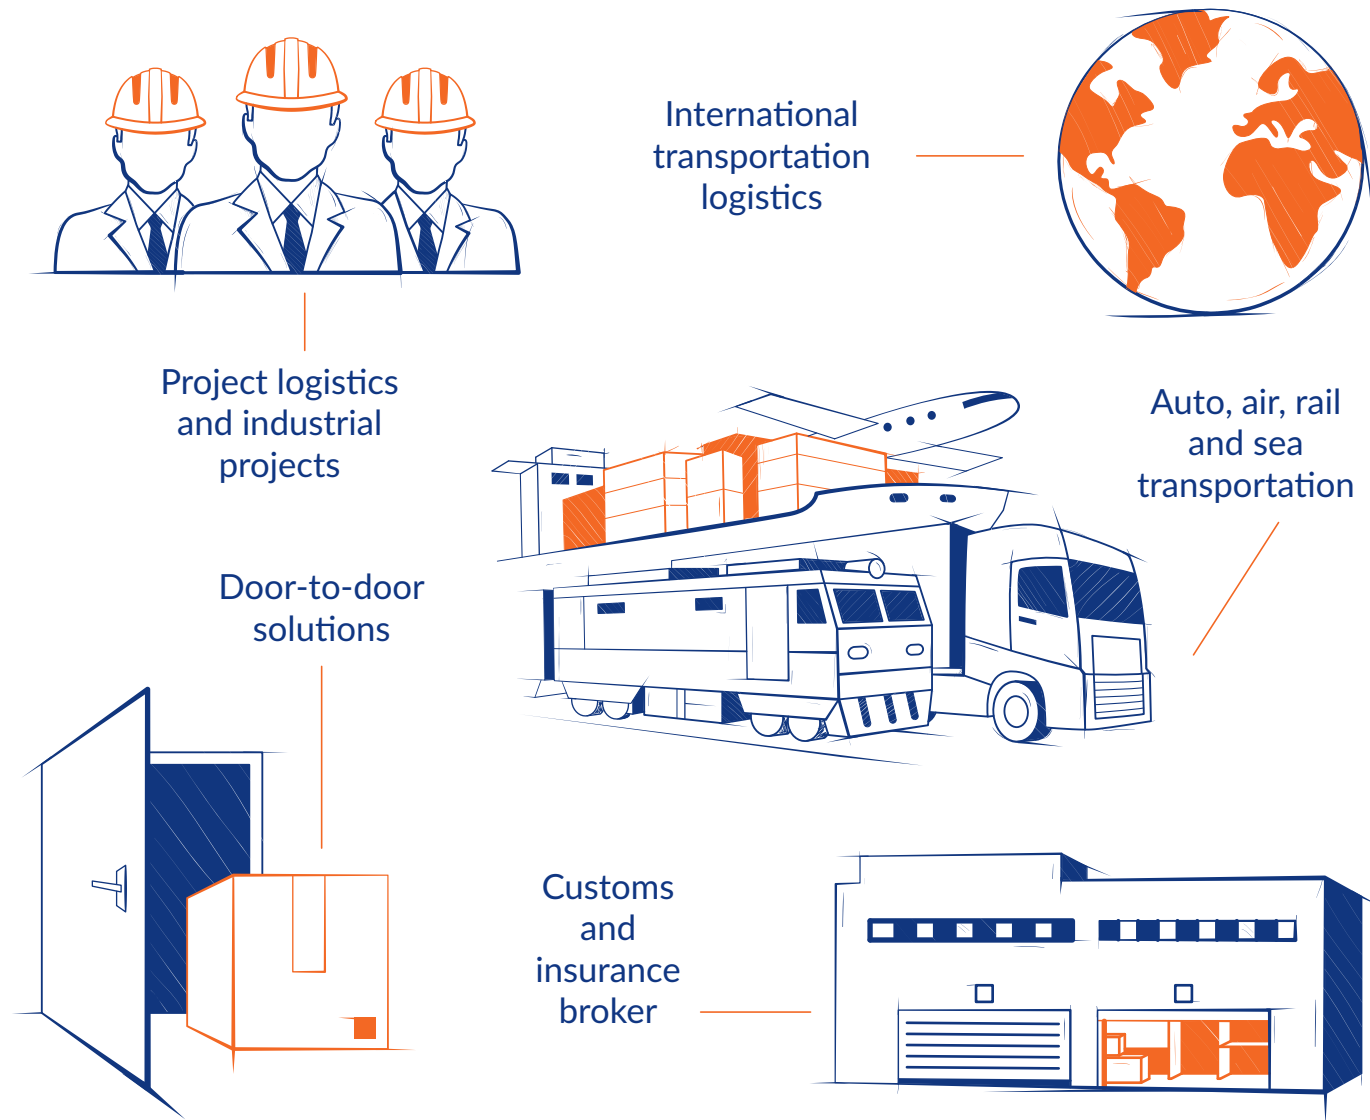 International
transportation
logistics
Project logistics
and industrial
projects
Auto, air, rail
and sea
transportation
Door-to-door
solutions
Customs
and
insurance
broker